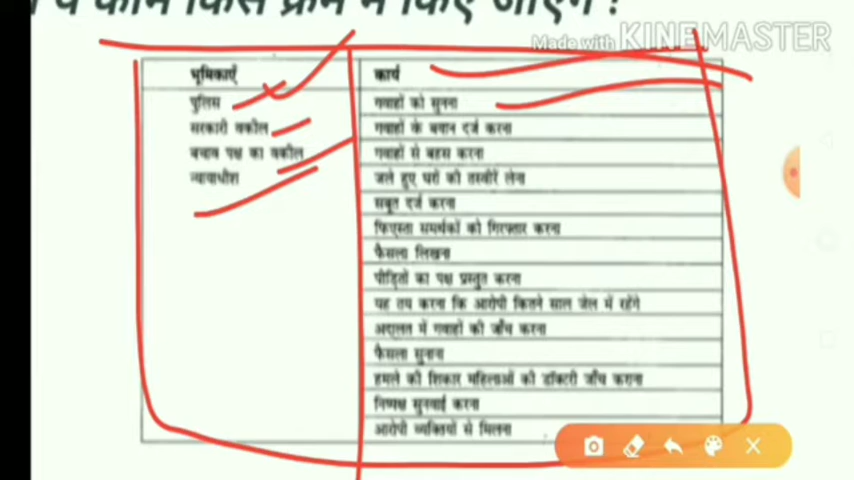 ये काम किस क्रम में किए जाएँगे ?
Made with KINEMASTER
भूमिकाएँ
कार्य
पुलिस
गवाहों को सुनना
सरकारी वकील
गवाहों के बयान दर्ज करना
बचाव पक्ष का वकील
गवाहों से बहस करना
न्यायाधीश
जले हुए घरों की तस्वीरें लेना
सबूत दर्ज करना
फिएस्ता समर्थकों को गिरफ्तार करना
फैसला लिखना
पीड़ितों का पक्ष प्रस्तुत करना
यह तय करना कि आरोपी कितने साल जेल में रहेंगे
अदालत में गवाहों की जाँच करना
फैसला सुनाना
हमले की शिकार महिलाओं की डॉक्टरी जाँच कराना
निष्पक्ष सुनवाई करना
आरोपी व्यक्तियों से मिलना